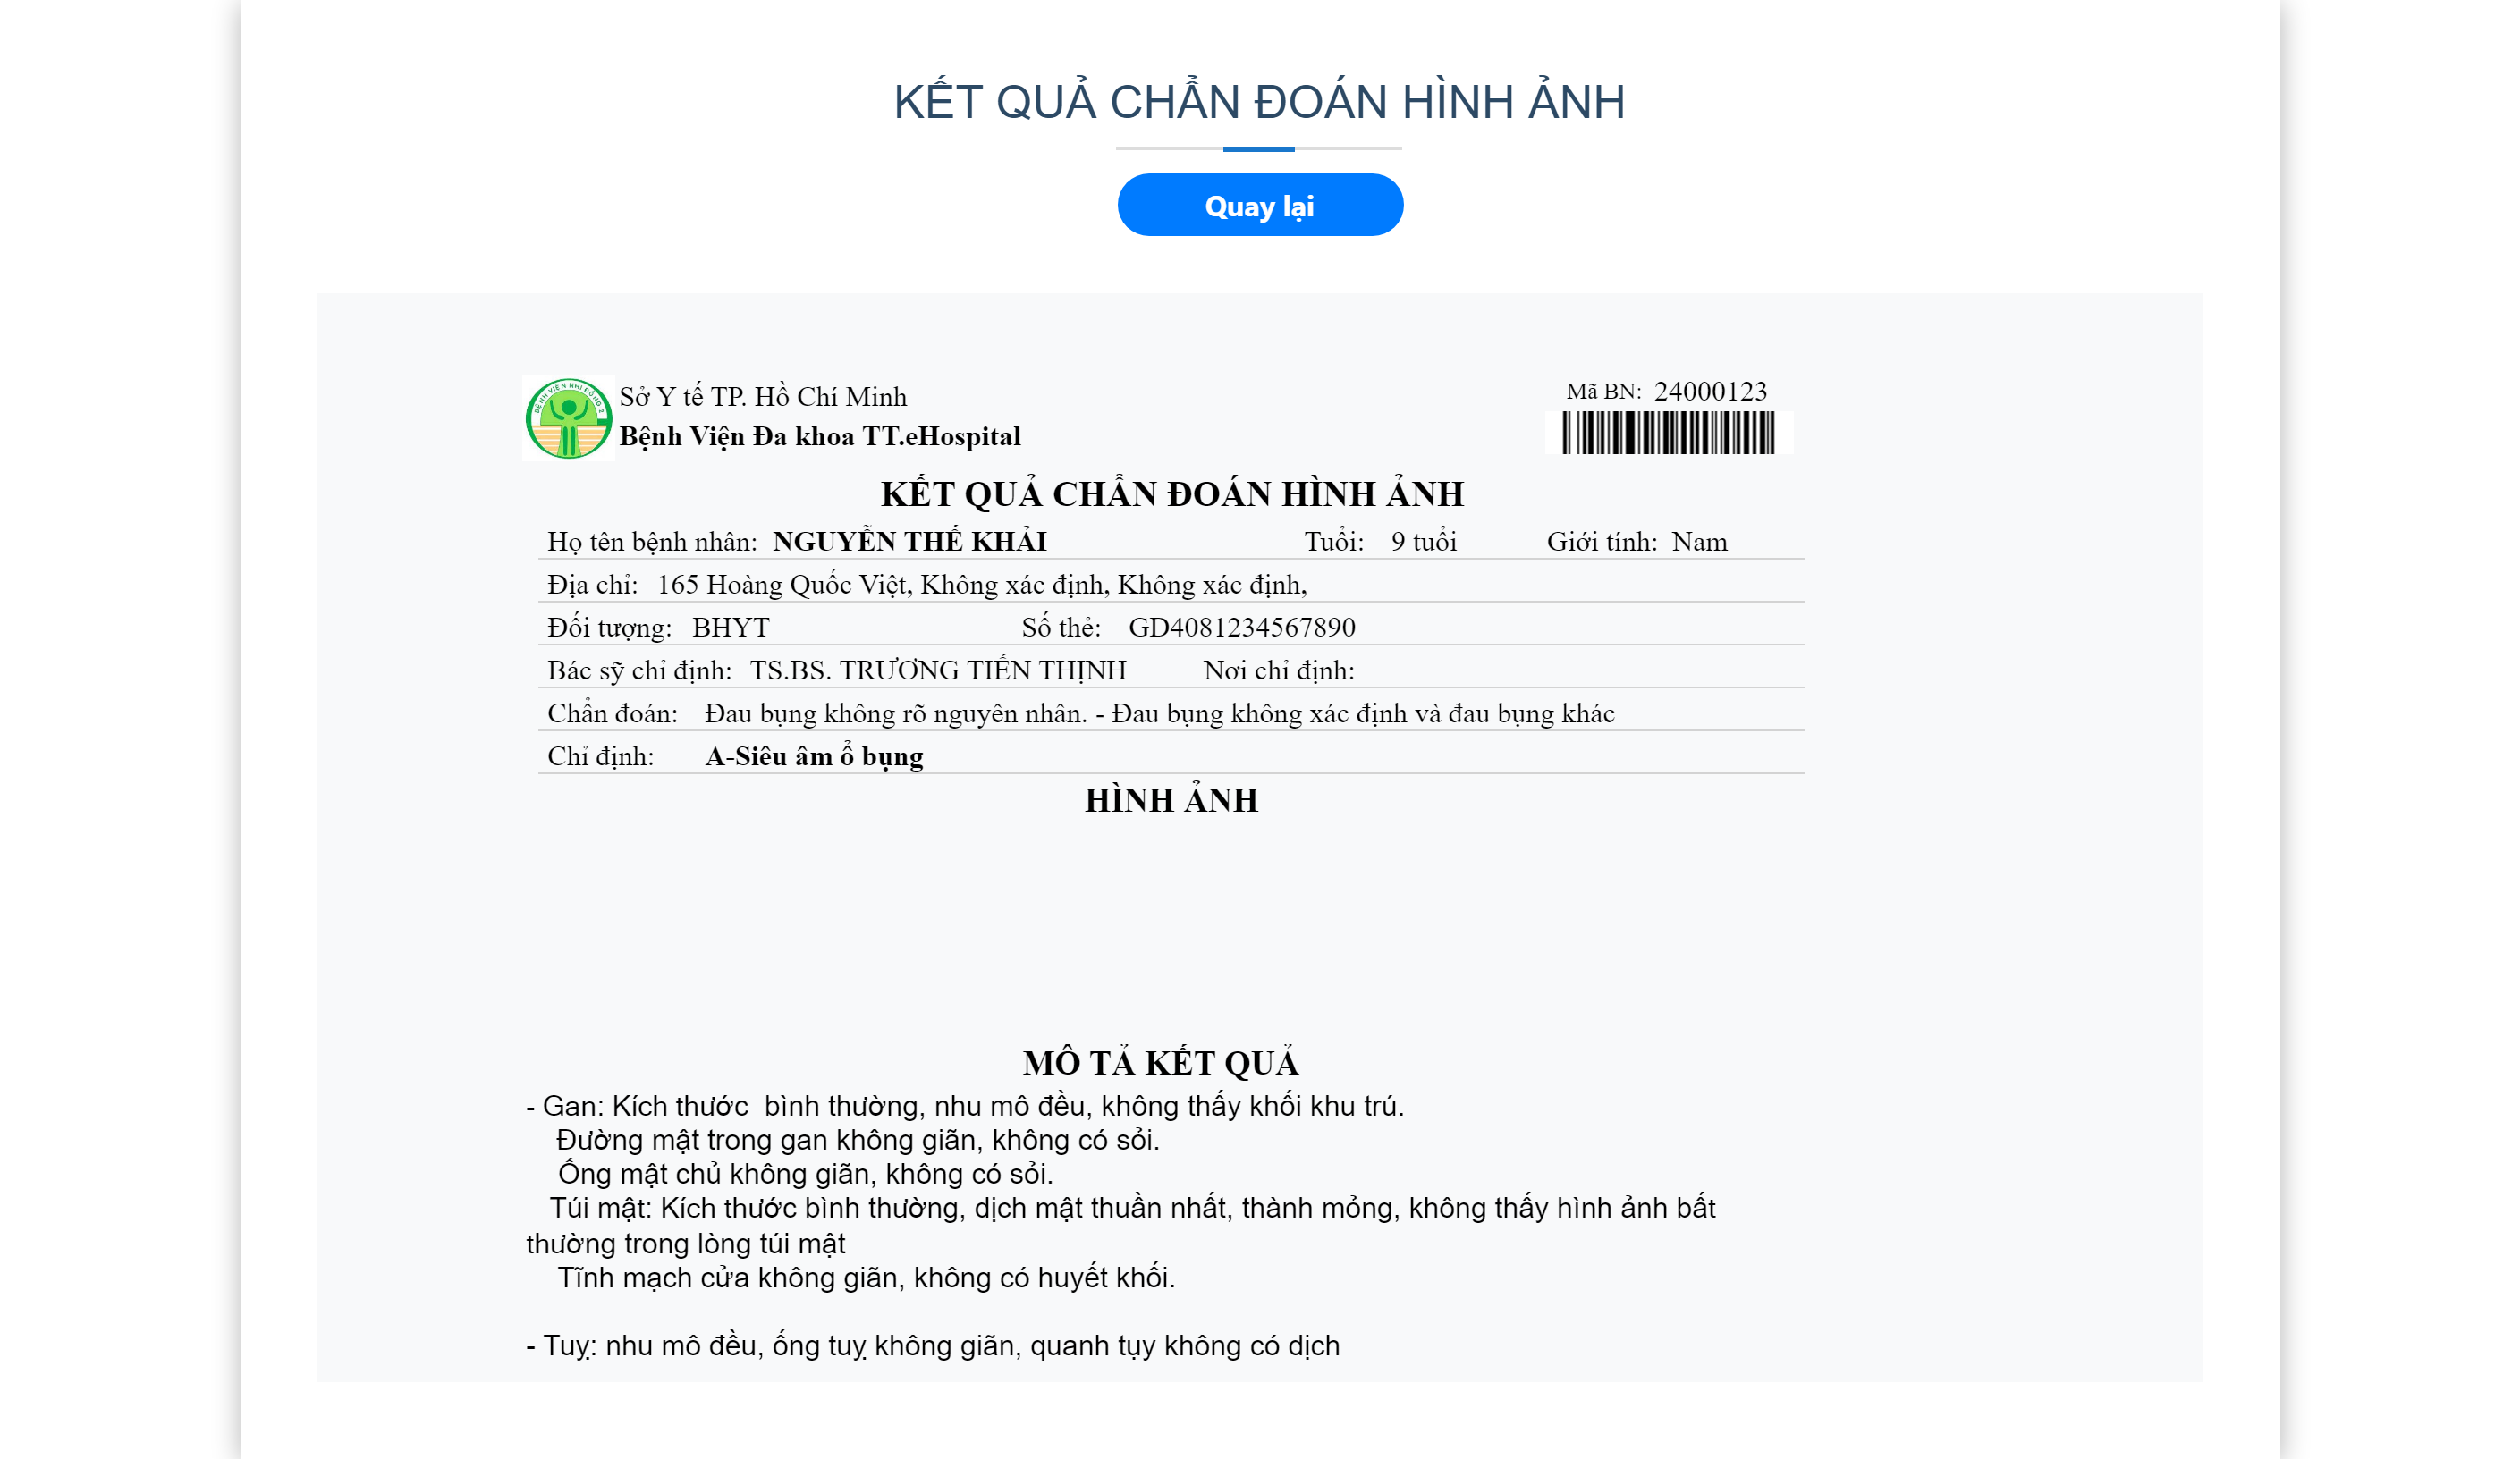 KẾT QUẢ CHẨN ĐOÁN HÌNH ẢNH
Quay lại
BỆNH VIỆN NHI ĐỒNG 2
Sở Y tế TP. Hồ Chí Minh
Bệnh Viện Đa khoa TT.eHospital
Mã BN: 24000123
KẾT QUẢ CHẨN ĐOÁN HÌNH ẢNH
Họ tên bệnh nhân: NGUYỄN THẾ KHẢI Tuổi: 9 tuổi Giới tính: Nam
Địa chỉ: 165 Hoàng Quốc Việt, Không xác định, Không xác định,
Đối tượng: BHYT Số thẻ: GD4081234567890
Bác sỹ chỉ định: TS.BS. TRƯƠNG TIẾN THỊNH Nơi chỉ định:
Chẩn đoán: Đau bụng không rõ nguyên nhân. - Đau bụng không xác định và đau bụng khác
Chỉ định: A-Siêu âm ổ bụng
HÌNH ẢNH
MÔ TẢ KẾT QUẢ
- Gan: Kích thước bình thường, nhu mô đều, không thấy khối khu trú.
Đường mật trong gan không giãn, không có sỏi.
Ống mật chủ không giãn, không có sỏi.
Túi mật: Kích thước bình thường, dịch mật thuần nhất, thành mỏng, không thấy hình ảnh bất
thường trong lòng túi mật
Tĩnh mạch cửa không giãn, không có huyết khối.
- Tuỵ: nhu mô đều, ống tuỵ không giãn, quanh tụy không có dịch